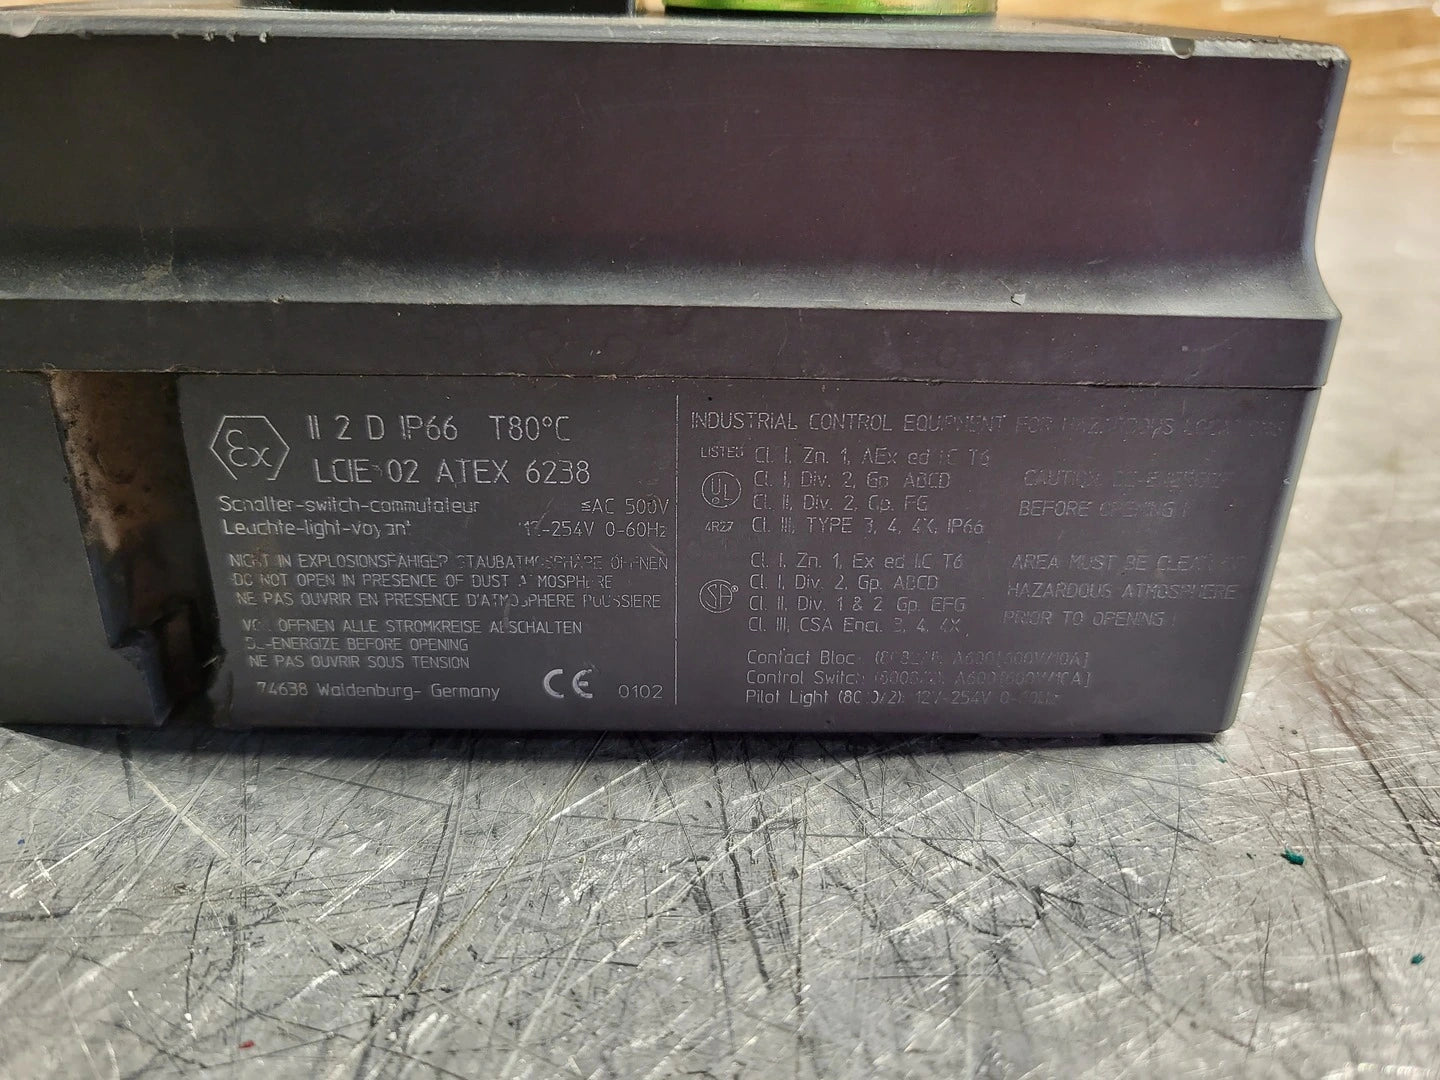 Ex II 2 D IP66 T80°C
LCIE 02 ATEX 6238
Schalter-switch-commutateur ≤AC 500V
Leuchte-light-voyant 12-254V 0-60Hz
NICHT IN EXPLOSIONSFÄHIGER STAUBATMOSPHÄRE ÖFFNEN
DO NOT OPEN IN PRESENCE OF DUST ATMOSPHERE
NE PAS OUVRIR EN PRESENCE D'ATMOSPHERE POUSSIERE
VOR ÖFFNEN ALLE STROMKREISE ABSCHALTEN
DE-ENERGIZE BEFORE OPENING
NE PAS OUVRIR SOUS TENSION
74638 Waldenburg- Germany CE 0102
INDUSTRIAL CONTROL EQUIPMENT FOR HAZARDOUS
LISTED
UL
4R27
Cl. I, Zn. 1, AEx ed IIC T6
Cl. I, Div. 2, Gp. ABCD
Cl. II, Div. 2, Gp. FG
Cl. III, TYPE 3, 4, 4X, IP66
CAUTION: DE-ENERGIZE
BEFORE OPENING !
SA®
Cl. I, Zn. 1, Ex ed IIC T6
Cl. I, Div. 2, Gp. ABCD
Cl. II, Div. 1 & 2 Gp. EFG
Cl. III, CSA Encl. 3, 4, 4X,
AREA MUST BE CLEAR OF
HAZARDOUS ATMOSPHERE
PRIOR TO OPENING !
Contact Block A600
Control Switch A600
Pilot Light 12V-254V